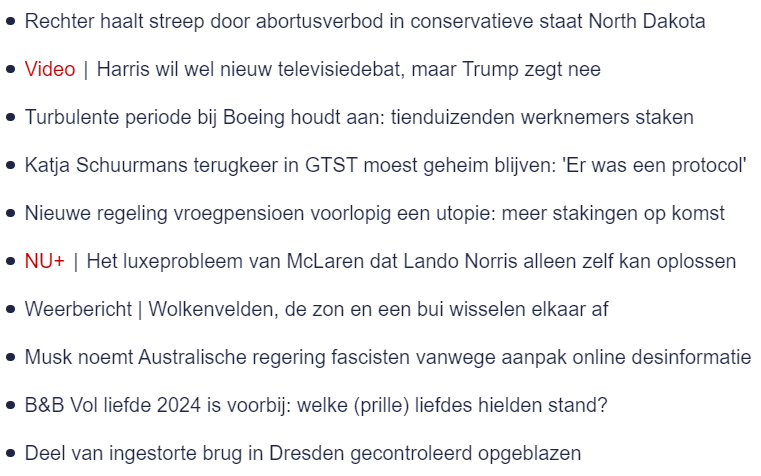 Rechter haalt streep door abortusverbod in conservatieve staat North Dakota
Video | Harris wil wel nieuw televisiedebat, maar Trump zegt nee
Turbulente periode bij Boeing houdt aan: tienduizenden werknemers staken
Katja Schuurmans terugkeer in GTST moest geheim blijven: 'Er was een protocol'
Nieuwe regeling vroegpensioen voorlopig een utopie: meer stakingen op komst
NU+ | Het luxeprobleem van McLaren dat Lando Norris alleen zelf kan oplossen
Weerbericht | Wolkenvelden, de zon en een bui wisselen elkaar af
Musk noemt Australische regering fascisten vanwege aanpak online desinformatie
B&B Vol liefde 2024 is voorbij: welke (prille) liefdes hielden stand?
Deel van ingestorte brug in Dresden gecontroleerd opgeblazen